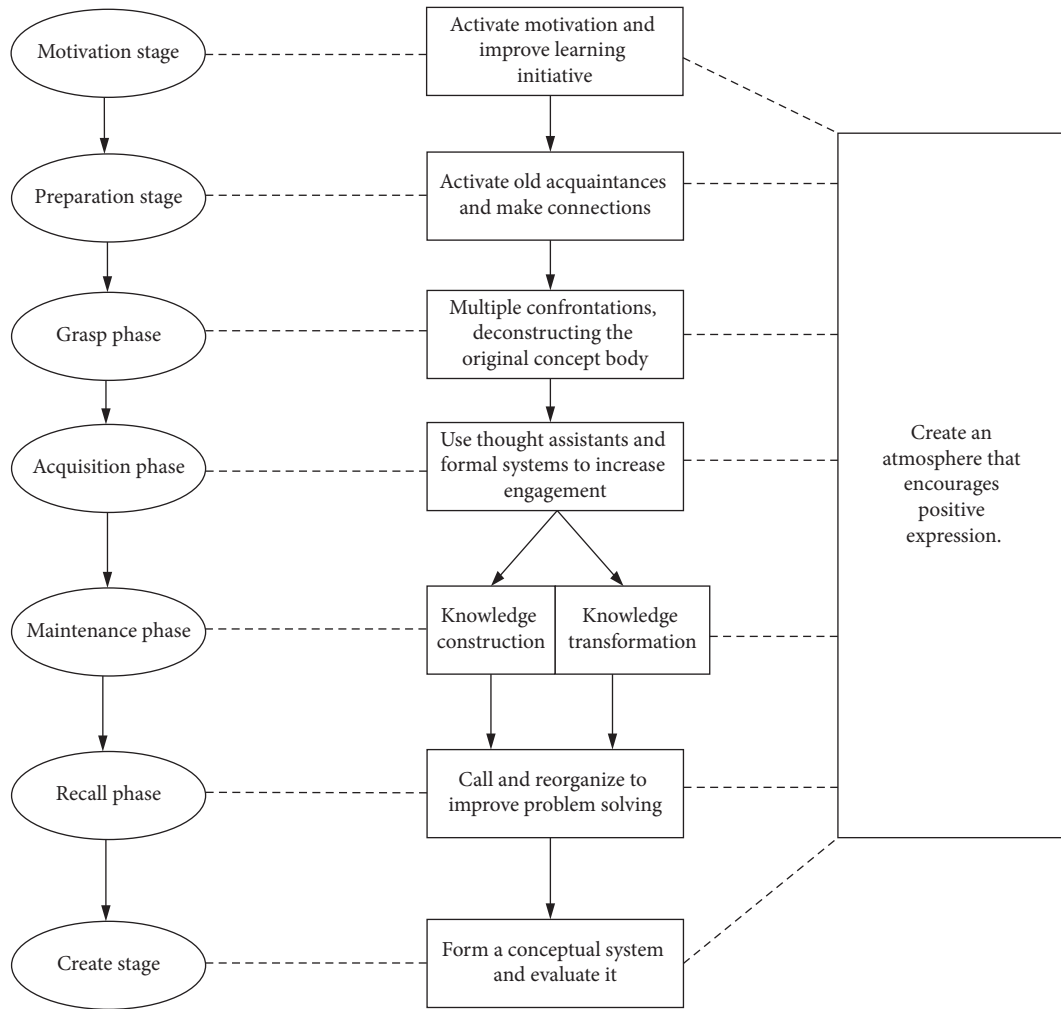 Motivation stage
Activate motivation and
improve learning
initiative
Preparation stage
Activate old acquaintances
and make connections
Grasp phase
Multiple confrontations,
deconstructing the
original concept body
Acquisition phase
Use thought assistants and
formal systems to increase
engagement
Create an
atmosphere that
encourages
positive
expression.
Maintenance phase
Knowledge
construction
Knowledge
transformation
Recall phase
Call and reorganize to
improve problem solving
Create stage
Form a conceptual system
and evaluate it